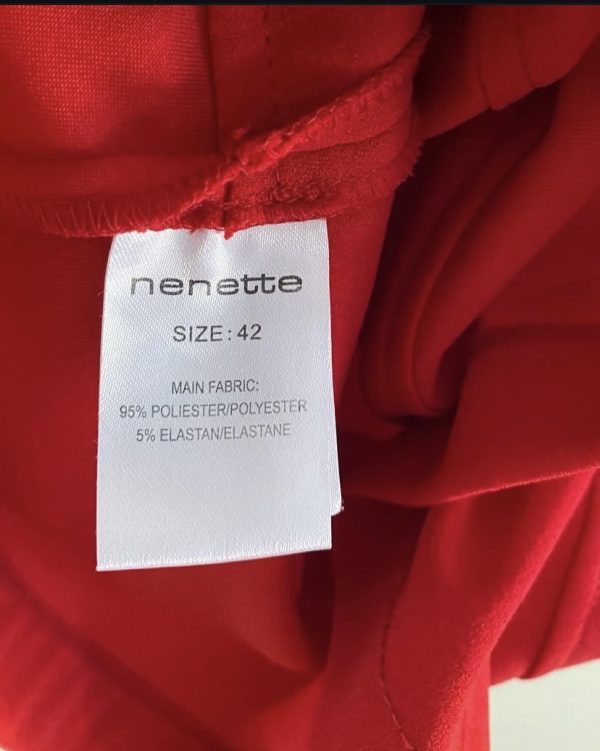 nenette
SIZE: 42
MAIN FABRIC:
95% POLIESTER/POLYESTER
5% ELASTAN/ELASTANE